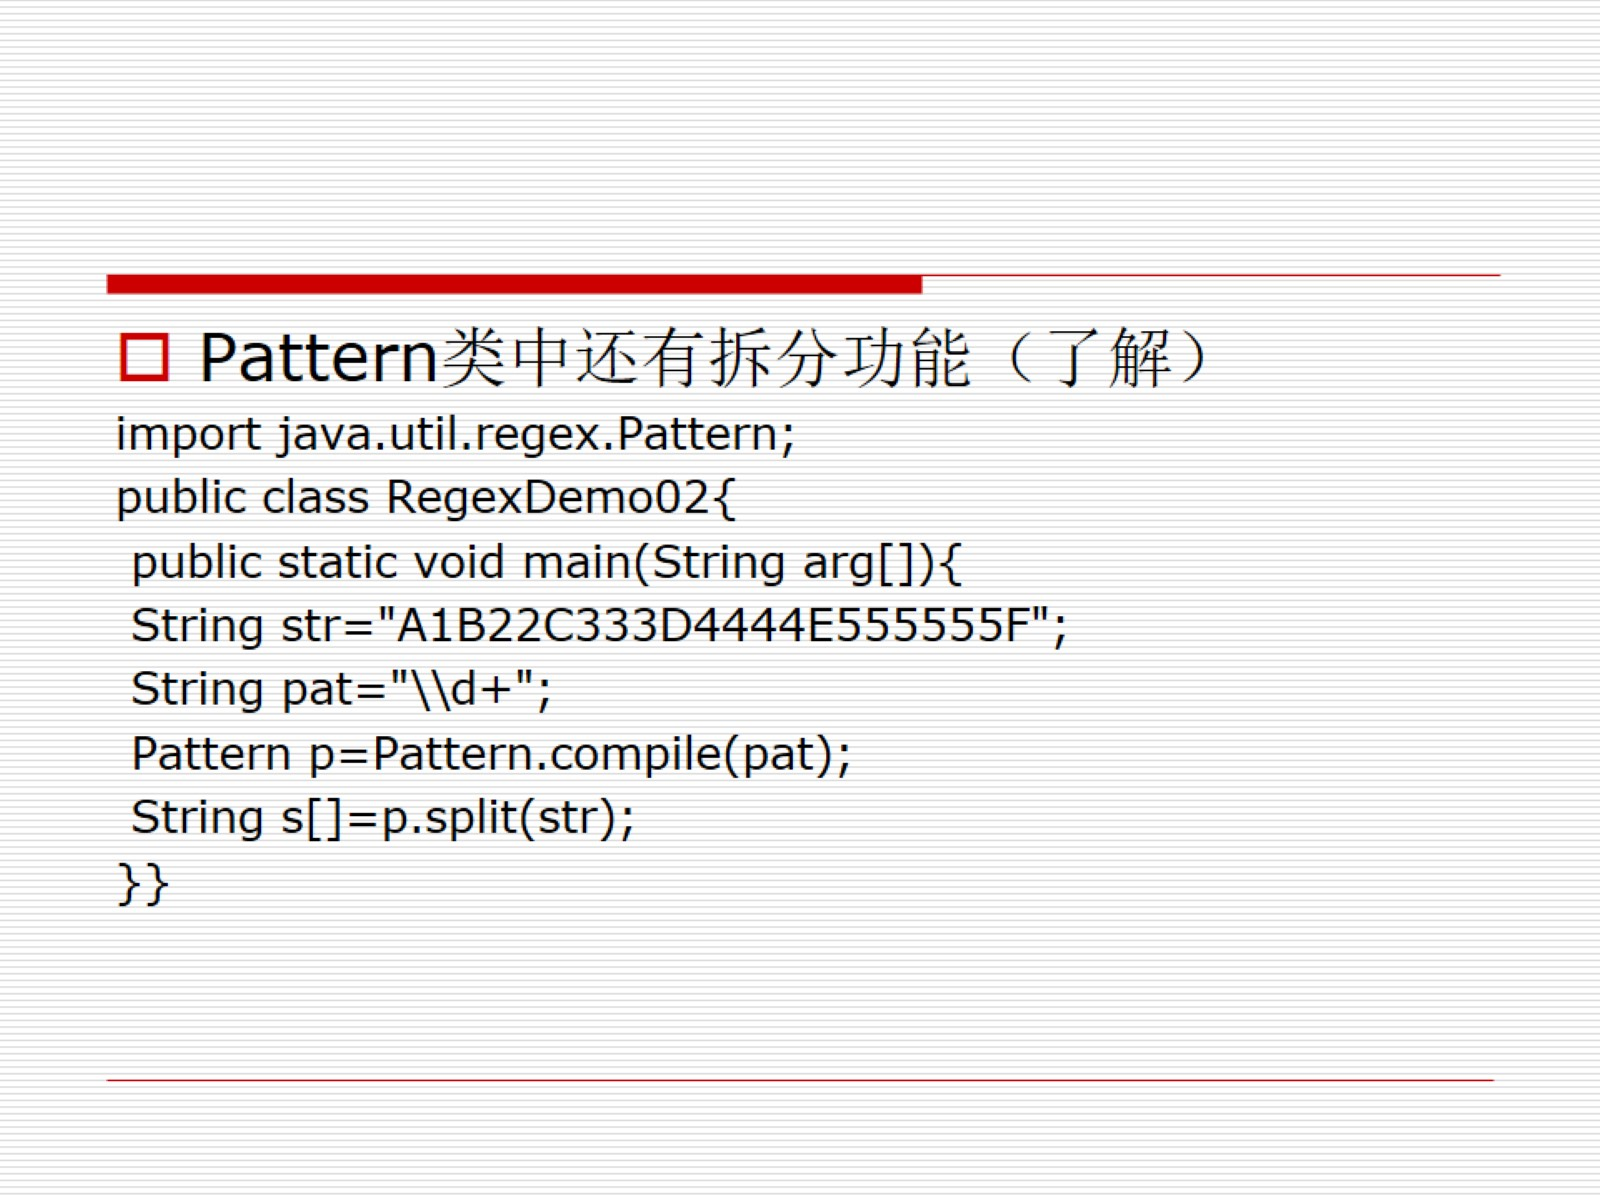 Pattern类中还有拆分功能（了解）
import java.util.regex.Pattern;
public class RegexDemo02{
public static void main(String arg[]){
String str="A1B22C333D4444E555555F";
String pat="\\d+";
Pattern p=Pattern.compile(pat);
String s[]=p.split(str);
}}